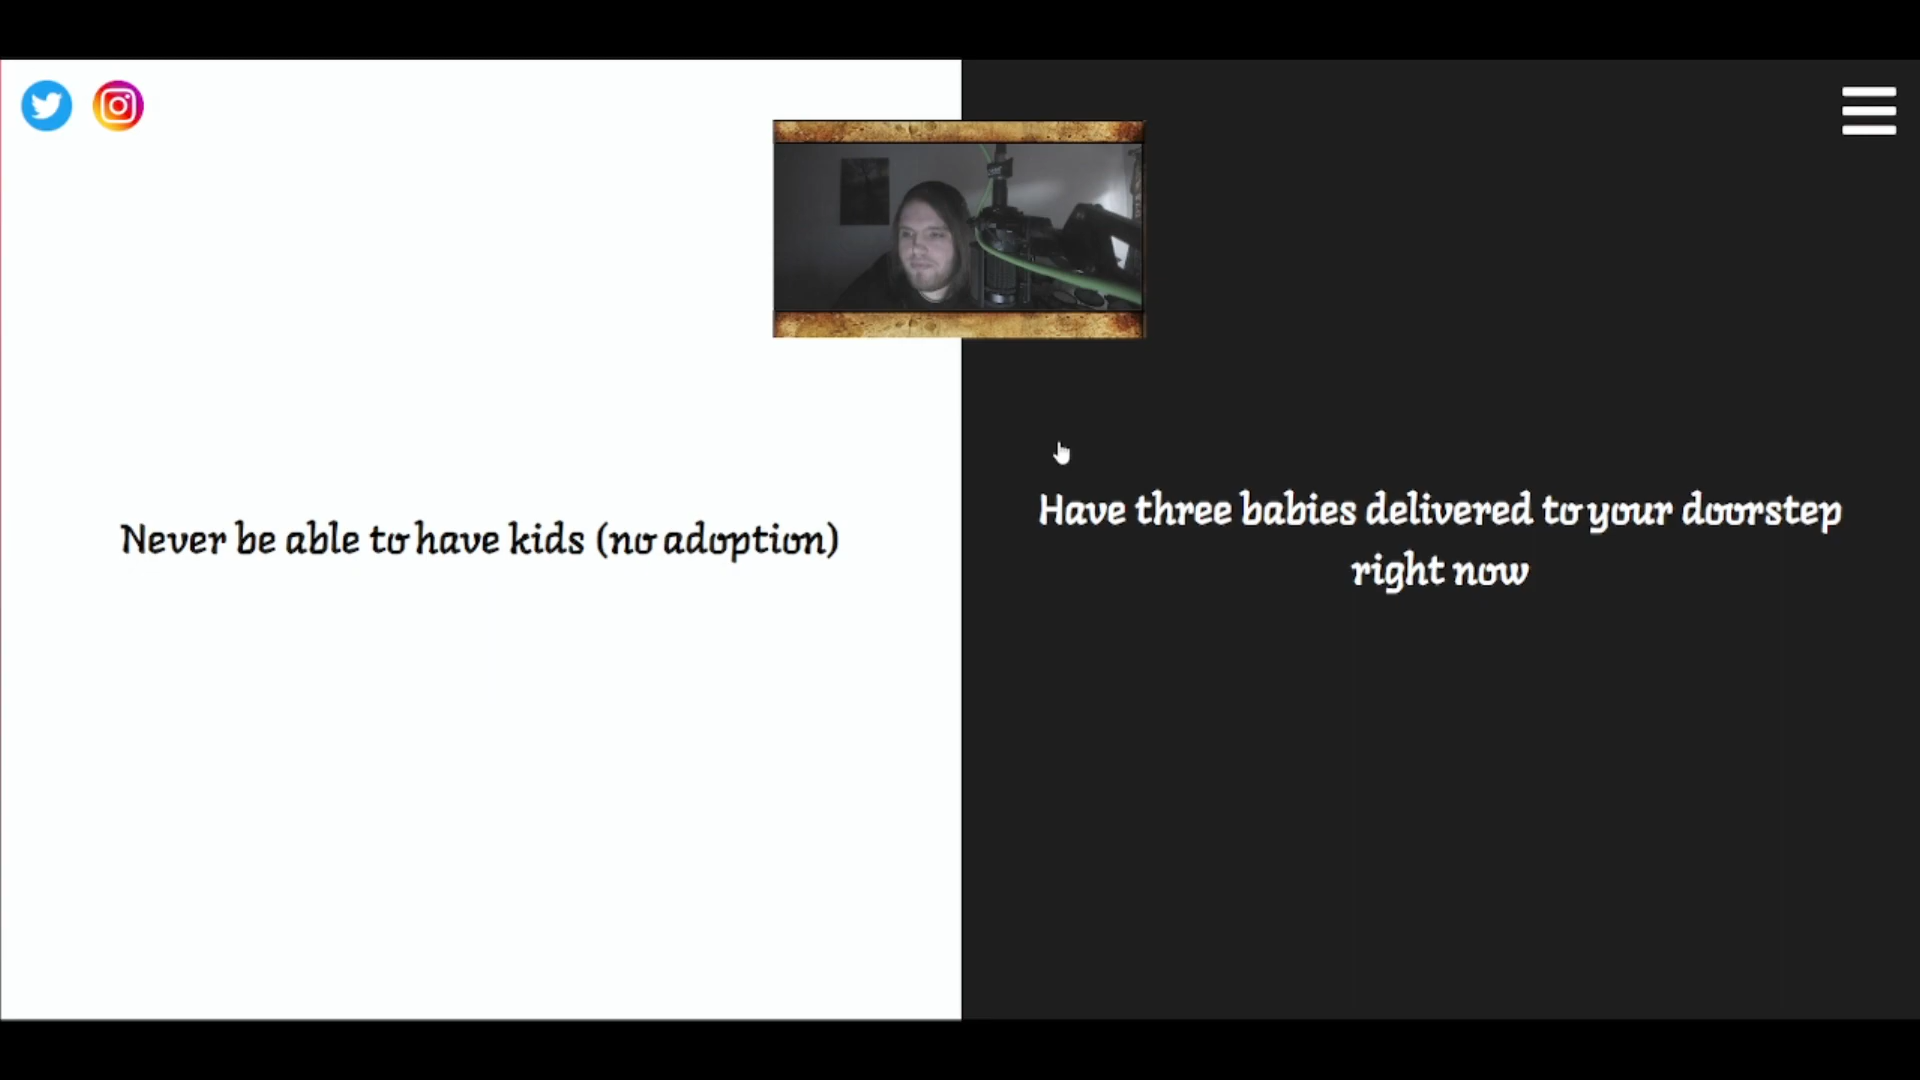 Never be able to have kids (no adoption)
Have three babies delivered to your doorstep
right now